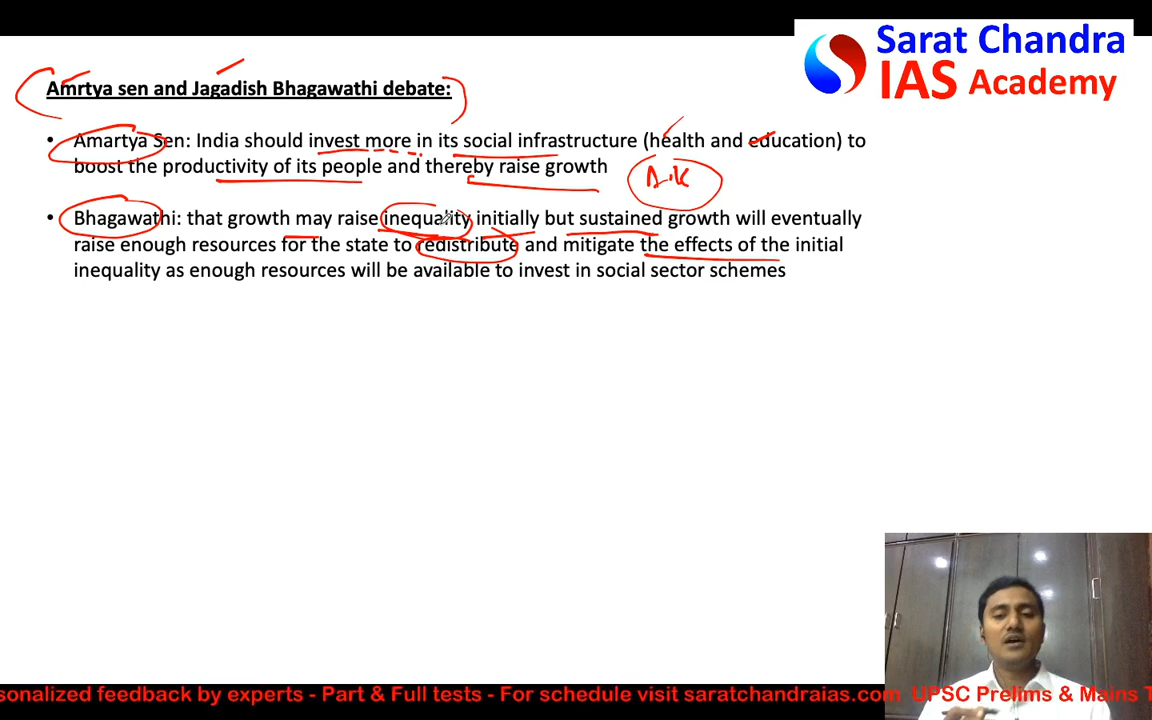 Sarat Chandra
IAS Academy
Amrtya sen and Jagadish Bhagawathi debate:
• Amartya Sen: India should invest more in its social infrastructure (health and education) to
boost the productivity of its people and thereby raise growth
• Bhagawathi: that growth may raise inequality initially but sustained growth will eventually
raise enough resources for the state to redistribute and mitigate the effects of the initial
inequality as enough resources will be available to invest in social sector schemes
sonalized feedback by experts - Part & Full tests - For schedule visit saratchandraias.com UPSC Prelims & Mains T